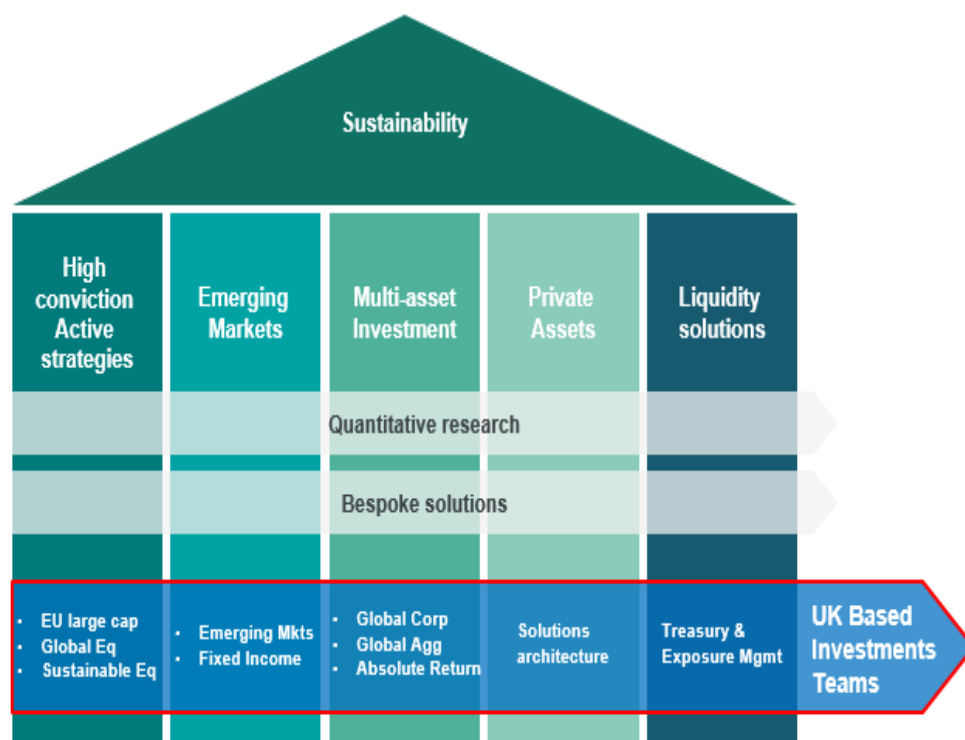 Sustainability
High
conviction
Active
strategies
Emerging
Markets
Multi-asset
Investment
Private
Assets
Liquidity
solutions
Quantitative research
Bespoke solutions
• EU large cap
• Global Eq
• Sustainable Eq
• Emerging Mkts
• Fixed Income
• Global Corp
• Global Agg
• Absolute Return
Solutions
architecture
Treasury &
Exposure Mgmt
UK Based
Investments
Teams